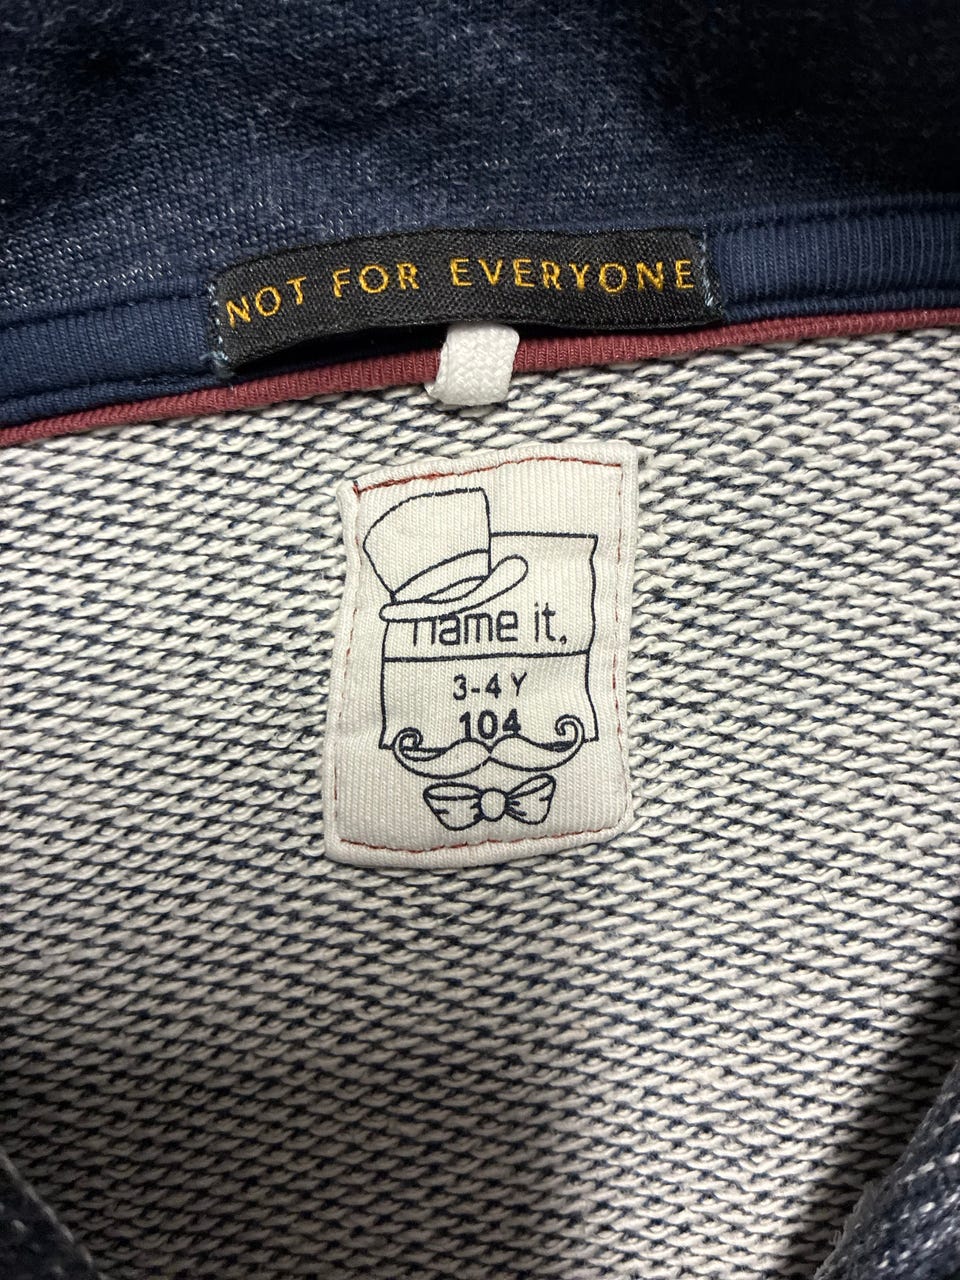 NOT FOR EVERYONE
name it.
3-4 Y
104